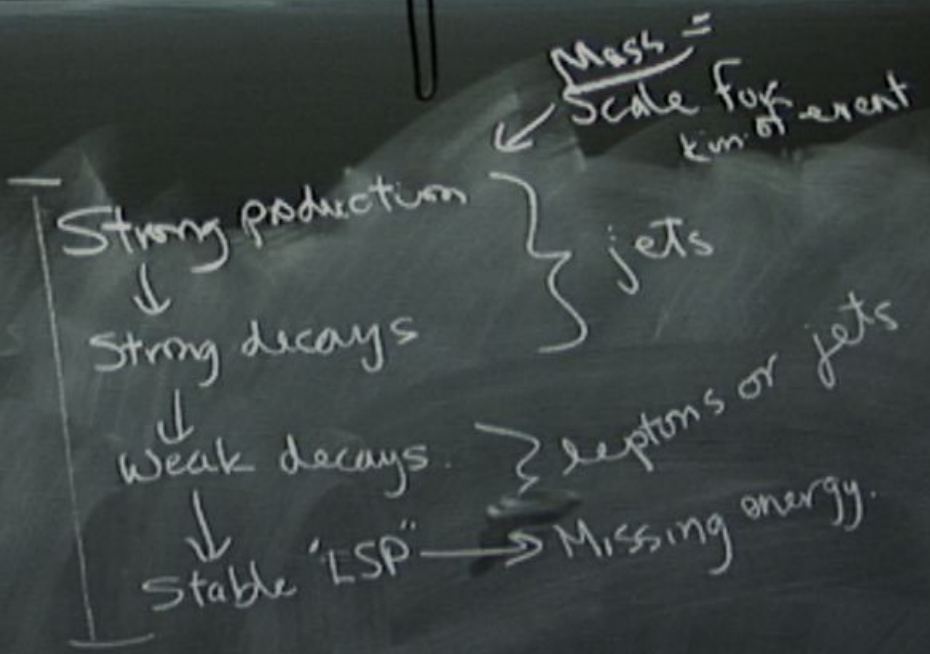 Mass =
Scale for
kin. of event
Strong production
↓
Strong decays
} jets
↓
Weak decays. } leptons or jets
↓
Stable "LSP" → Missing energy.